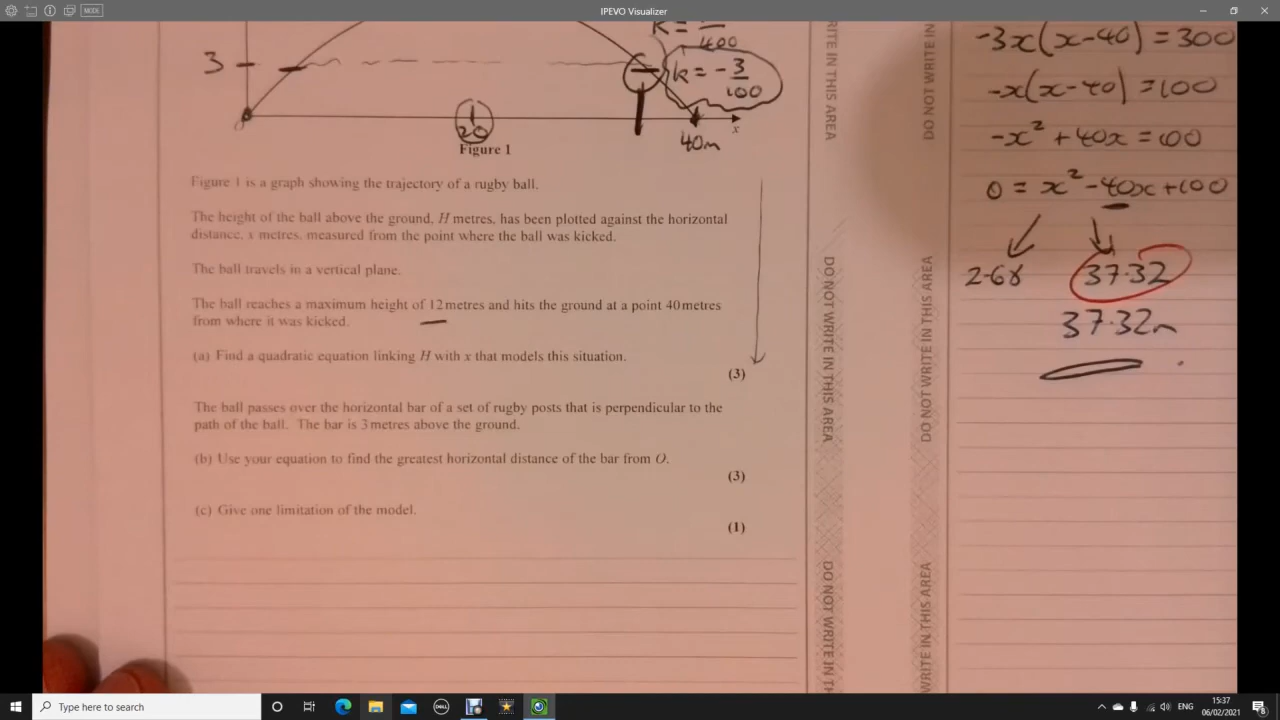 IPEVO Visualizer
MODE
k =
400
3
k = -3/100
20
x
40m
Figure 1
Figure 1 is a graph showing the trajectory of a rugby ball.
The height of the ball above the ground, H metres, has been plotted against the horizontal
distance, x metres, measured from the point where the ball was kicked.
The ball travels in a vertical plane.
The ball reaches a maximum height of 12 metres and hits the ground at a point 40 metres
from where it was kicked.
(a) Find a quadratic equation linking H with x that models this situation.
(3)
The ball passes over the horizontal bar of a set of rugby posts that is perpendicular to the
path of the ball. The bar is 3 metres above the ground.
(b) Use your equation to find the greatest horizontal distance of the bar from O.
(3)
(c) Give one limitation of the model.
(1)
RITE IN THIS AREA
DO NOT WRITE IN THIS AREA
DO NOT WRITE IN TH
DO NOT WRITE IN
DO NOT WRITE IN THIS AREA
WRITE IN THIS AREA
-3x(x-40) = 300
-x(x-40) = 100
-x² + 40x = 100
0 = x² - 40x + 100
2.68 37.32
37.32m
Type here to search
DELL
ENG
15:37
06/02/2021
8